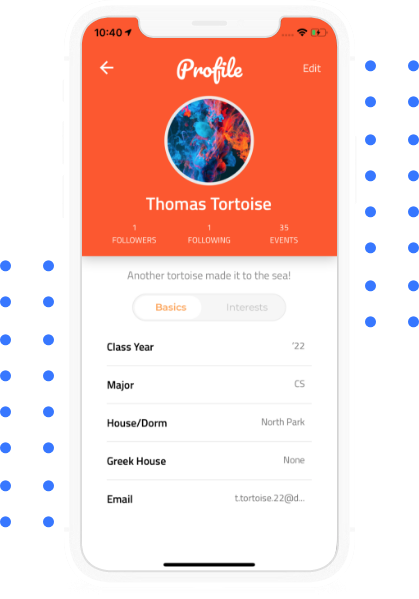 10:40
Profile
Edit
Thomas Tortoise
1 1 35
FOLLOWERS FOLLOWING EVENTS
Another tortoise made it to the sea!
Basics Interests
Class Year '22
Major CS
House/Dorm North Park
Greek House None
Email t.tortoise.22@d...